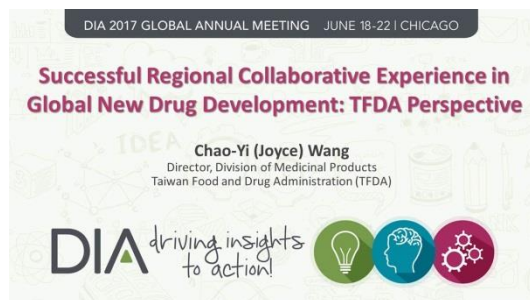 DIA 2017 GLOBAL ANNUAL MEETING JUNE 18-22 | CHICAGO
Successful Regional Collaborative Experience in
Global New Drug Development: TFDA Perspective
IDEA
Chao-Yi (Joyce) Wang
Director, Division of Medicinal Products
Taiwan Food and Drug Administration (TFDA)
DIA driving insights
to action!